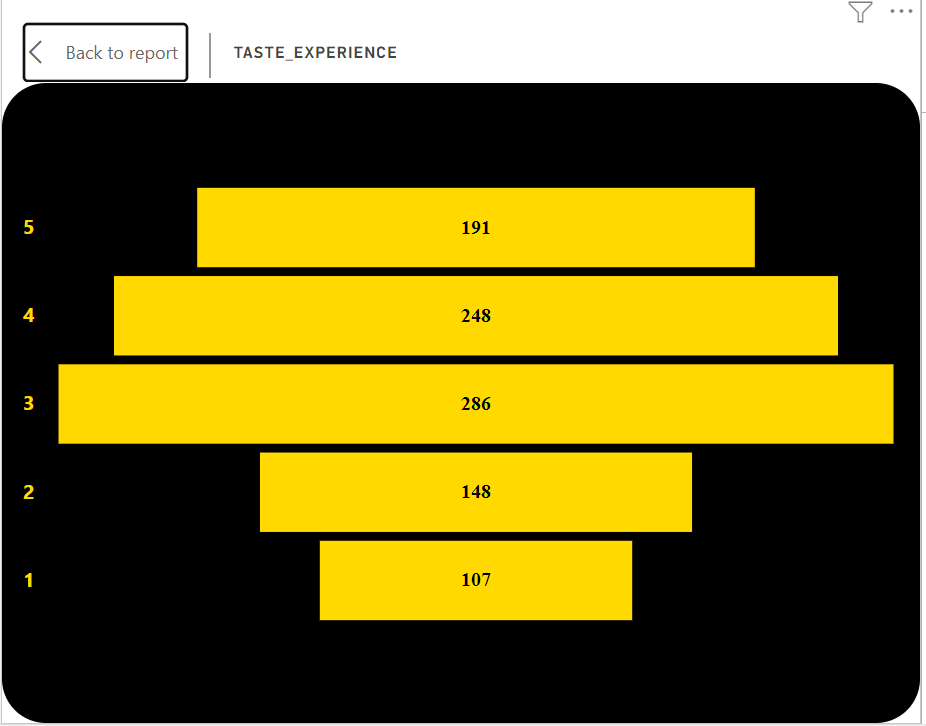 Back to report
TASTE_EXPERIENCE
5 191
4 248
3 286
2 148
1 107